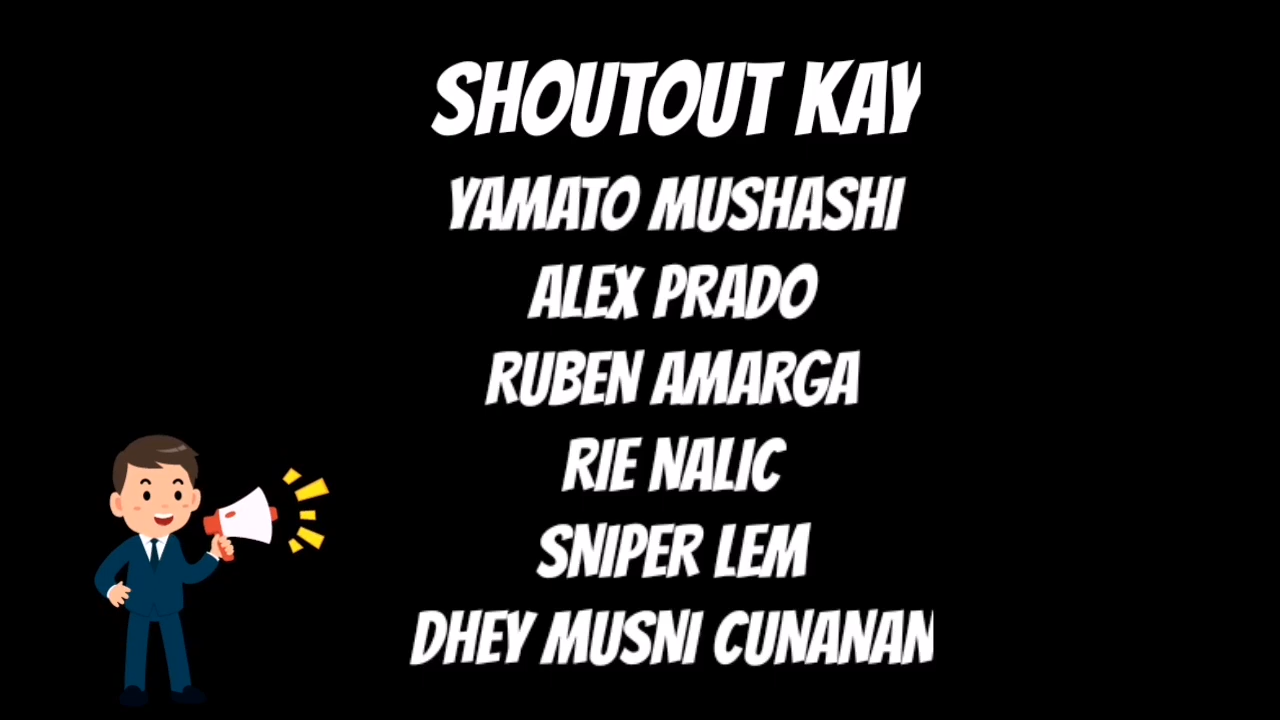 SHOUTOUT KAY
YAMATO MUSHASHI
ALEX PRADO
RUBEN AMARGA
RIE NALIC
SNIPER LEM
DHEY MUSNI CUNANAN